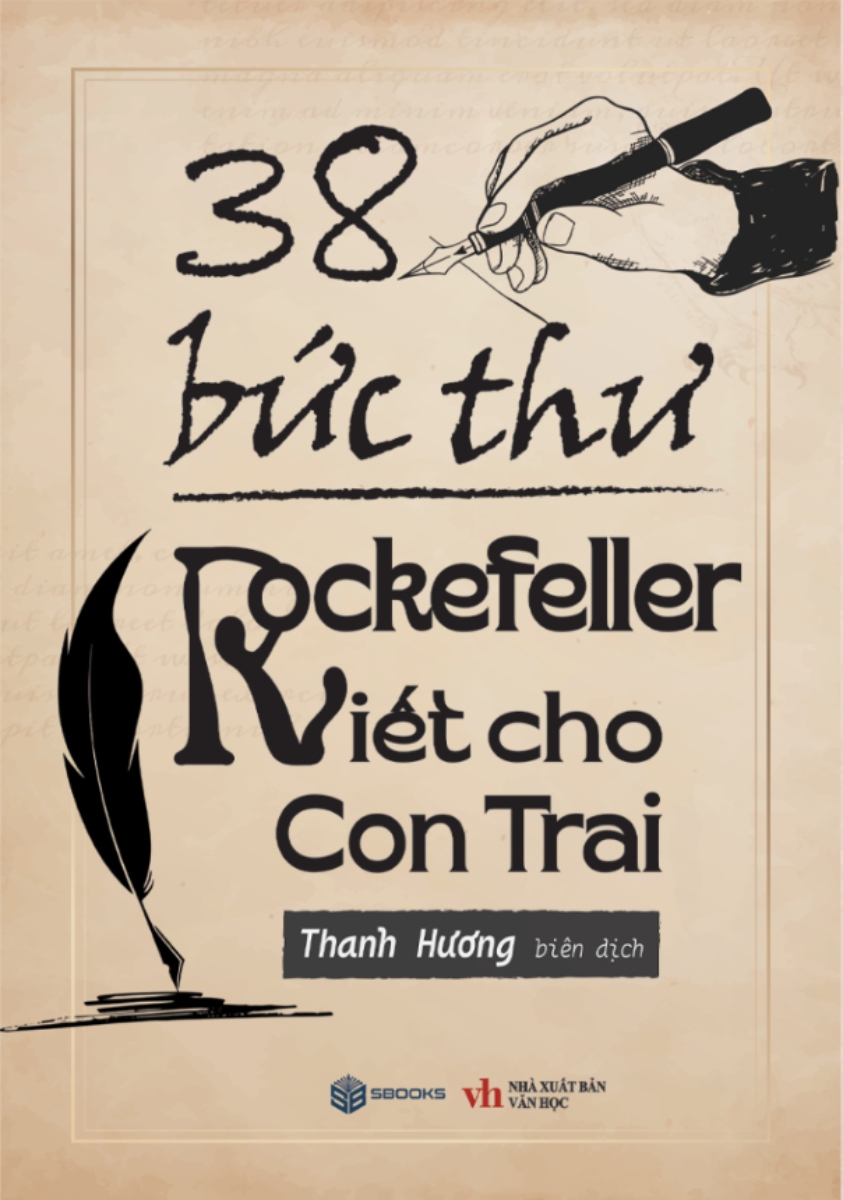 38
bức thư
Rockefeller
Viết cho
Con Trai
Thanh Hương biên dịch
SBOOKS
vh NHÀ XUẤT BẢN
VĂN HỌC